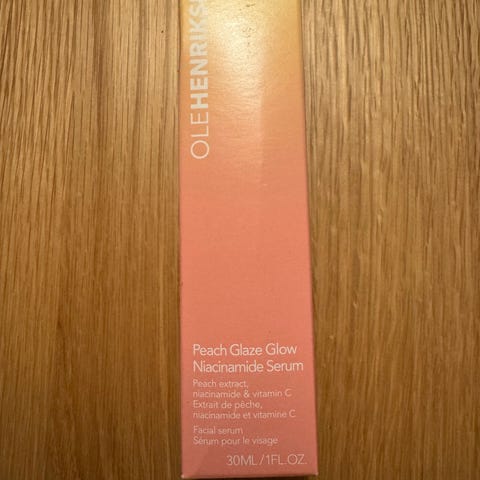 OLEHENRIKS
Peach Glaze Glow
Niacinamide Serum
Peach extract,
niacinamide & vitamin C
Extrait de pêche,
niacinamide et vitamine C
Facial serum
Sérum pour le visage
30ML/1FL.OZ.